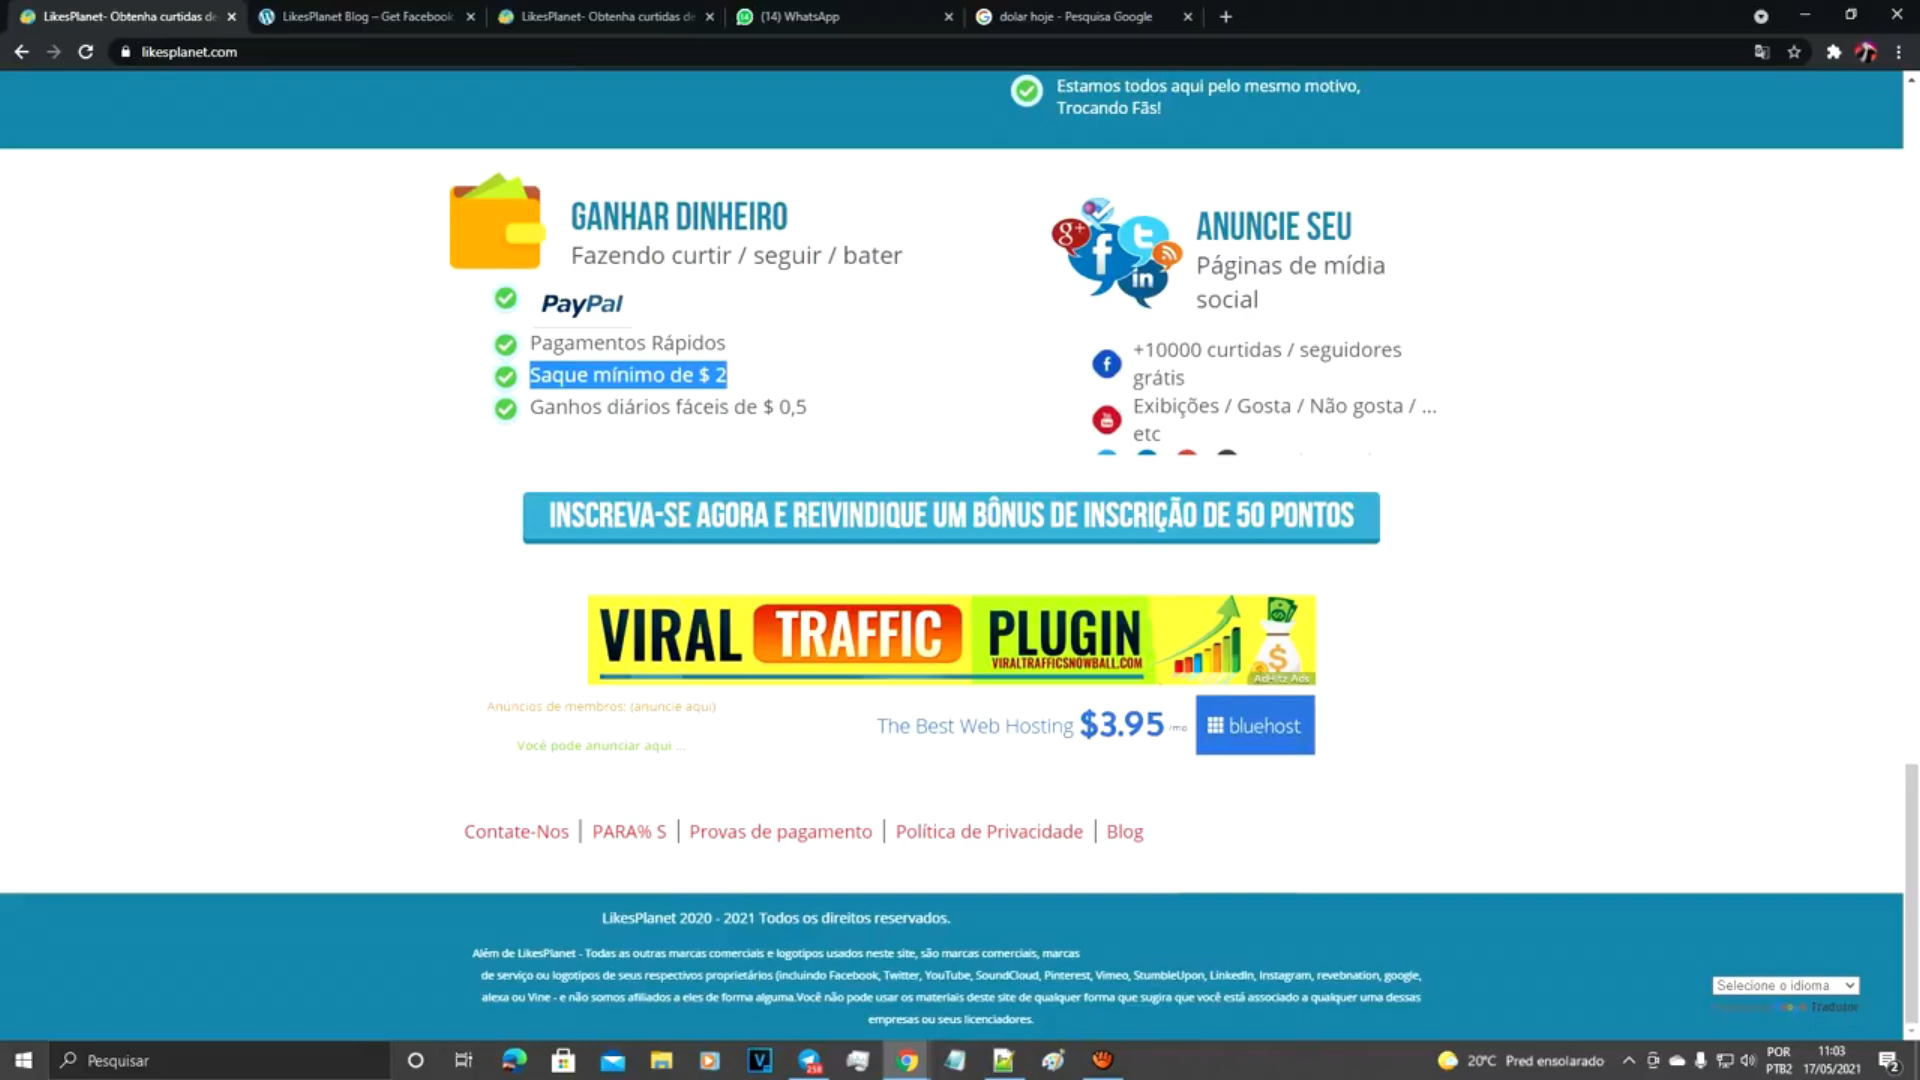 LikesPlanet- Obtenha curtidas de
LikesPlanet Blog – Get Facebook
LikesPlanet- Obtenha curtidas de
(14) WhatsApp
dolar hoje - Pesquisa Google
likesplanet.com
Estamos todos aqui pelo mesmo motivo,
Trocando Fãs!
GANHAR DINHEIRO
Fazendo curtir / seguir / bater
PayPal
Pagamentos Rápidos
Saque mínimo de $ 2
Ganhos diários fáceis de $ 0,5
ANUNCIE SEU
Páginas de mídia
social
+10000 curtidas / seguidores
grátis
Exibições / Gosta / Não gosta / ...
etc
INSCREVA-SE AGORA E REIVINDIQUE UM BÔNUS DE INSCRIÇÃO DE 50 PONTOS
VIRAL TRAFFIC PLUGIN
VIRALTRAFFICSNOWBALL.COM
AdHitz Ads
Anúncios de membros: (anuncie aqui)
Você pode anunciar aqui ...
The Best Web Hosting $3.95 /mo bluehost
Contate-Nos | PARA% S | Provas de pagamento | Política de Privacidade | Blog
LikesPlanet 2020 - 2021 Todos os direitos reservados.
Além de LikesPlanet - Todas as outras marcas comerciais e logotipos usados neste site, são marcas comerciais, marcas
de serviço ou logotipos de seus respectivos proprietários (incluindo Facebook, Twitter, YouTube, SoundCloud, Pinterest, Vimeo, StumbleUpon, LinkedIn, Instagram, revebnation, google,
alexa ou Vine - e não somos afiliados a eles de forma alguma.Você não pode usar os materiais deste site de qualquer forma que sugira que você está associado a qualquer uma dessas
empresas ou seus licenciadores.
Selecione o idioma
Tradutor
Pesquisar
20°C Pred ensolarado
POR
PTB2
11:03
17/05/2021